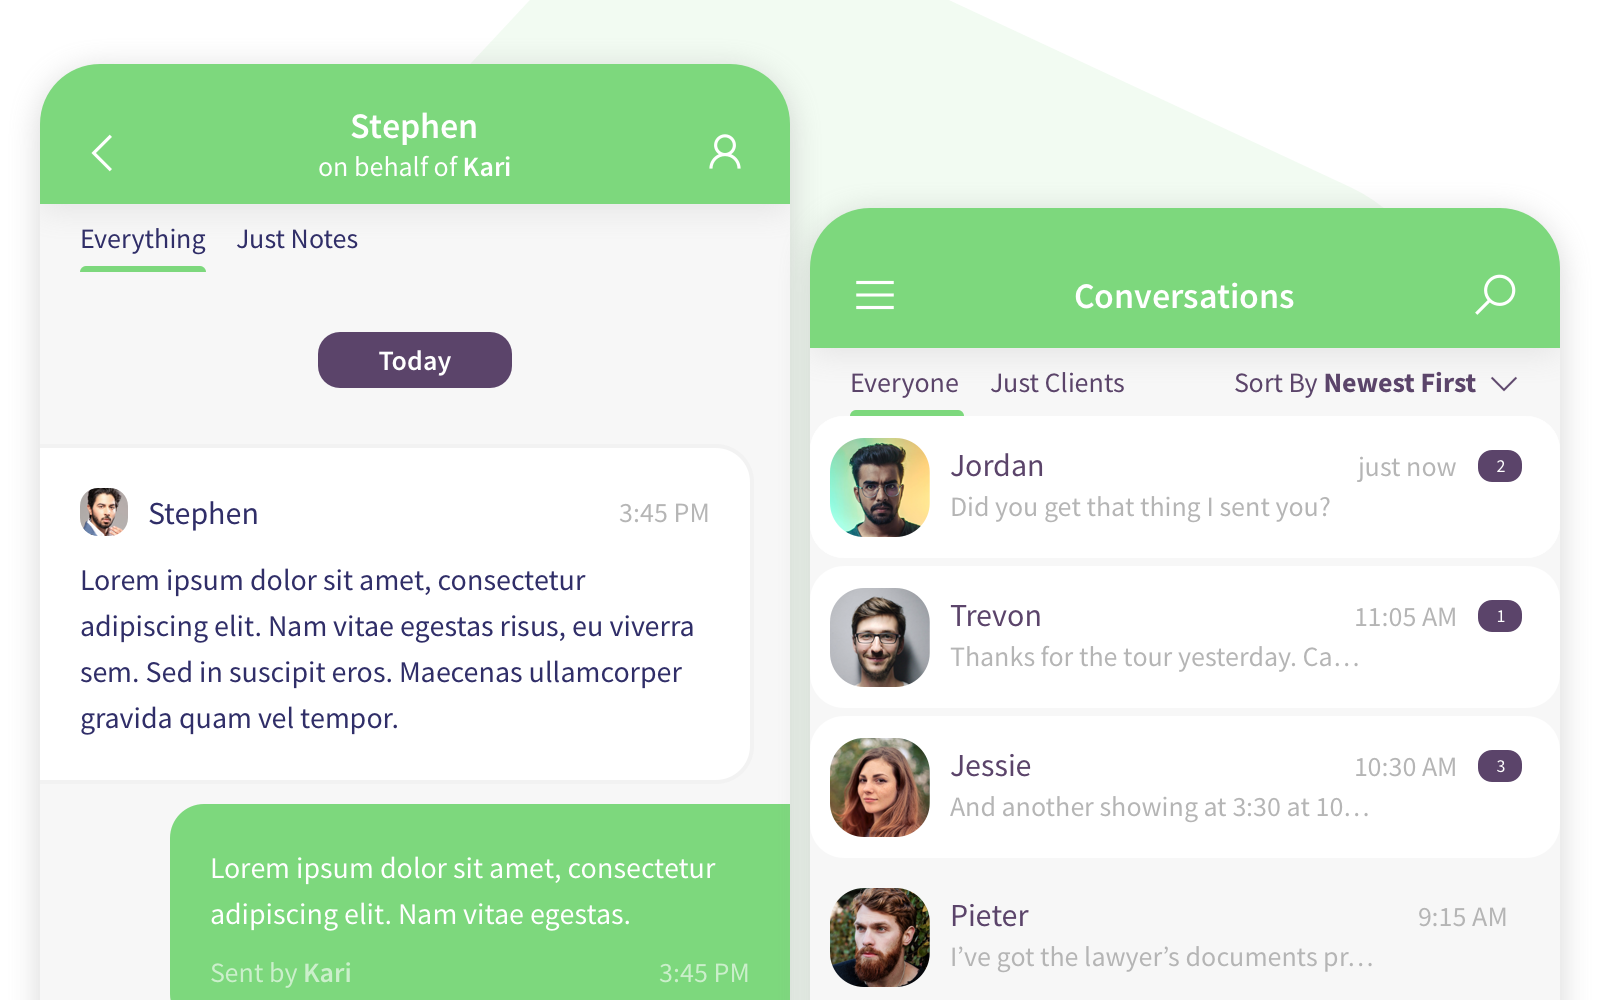 Stephen
on behalf of Kari
Everything Just Notes
Today
Stephen 3:45 PM
Lorem ipsum dolor sit amet, consectetur
adipiscing elit. Nam vitae egestas risus, eu viverra
sem. Sed in suscipit eros. Maecenas ullamcorper
gravida quam vel tempor.
Lorem ipsum dolor sit amet, consectetur
adipiscing elit. Nam vitae egestas.
Sent by Kari 3:45 PM
Conversations
Everyone Just Clients Sort By Newest First
Jordan just now 2
Did you get that thing I sent you?
Trevon 11:05 AM 1
Thanks for the tour yesterday. Ca...
Jessie 10:30 AM 3
And another showing at 3:30 at 10...
Pieter 9:15 AM
I’ve got the lawyer’s documents pr...